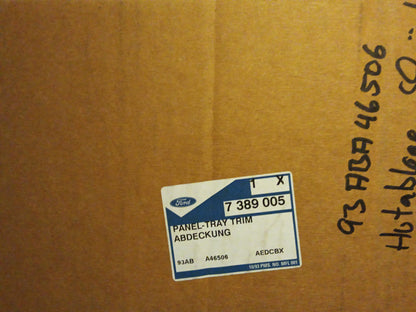 1 X
Ford
7 389 005
PANEL-TRAY TRIM
ABDECKUNG
93AB A46506 AEDCBX
93 ABA 46506
Hutablage